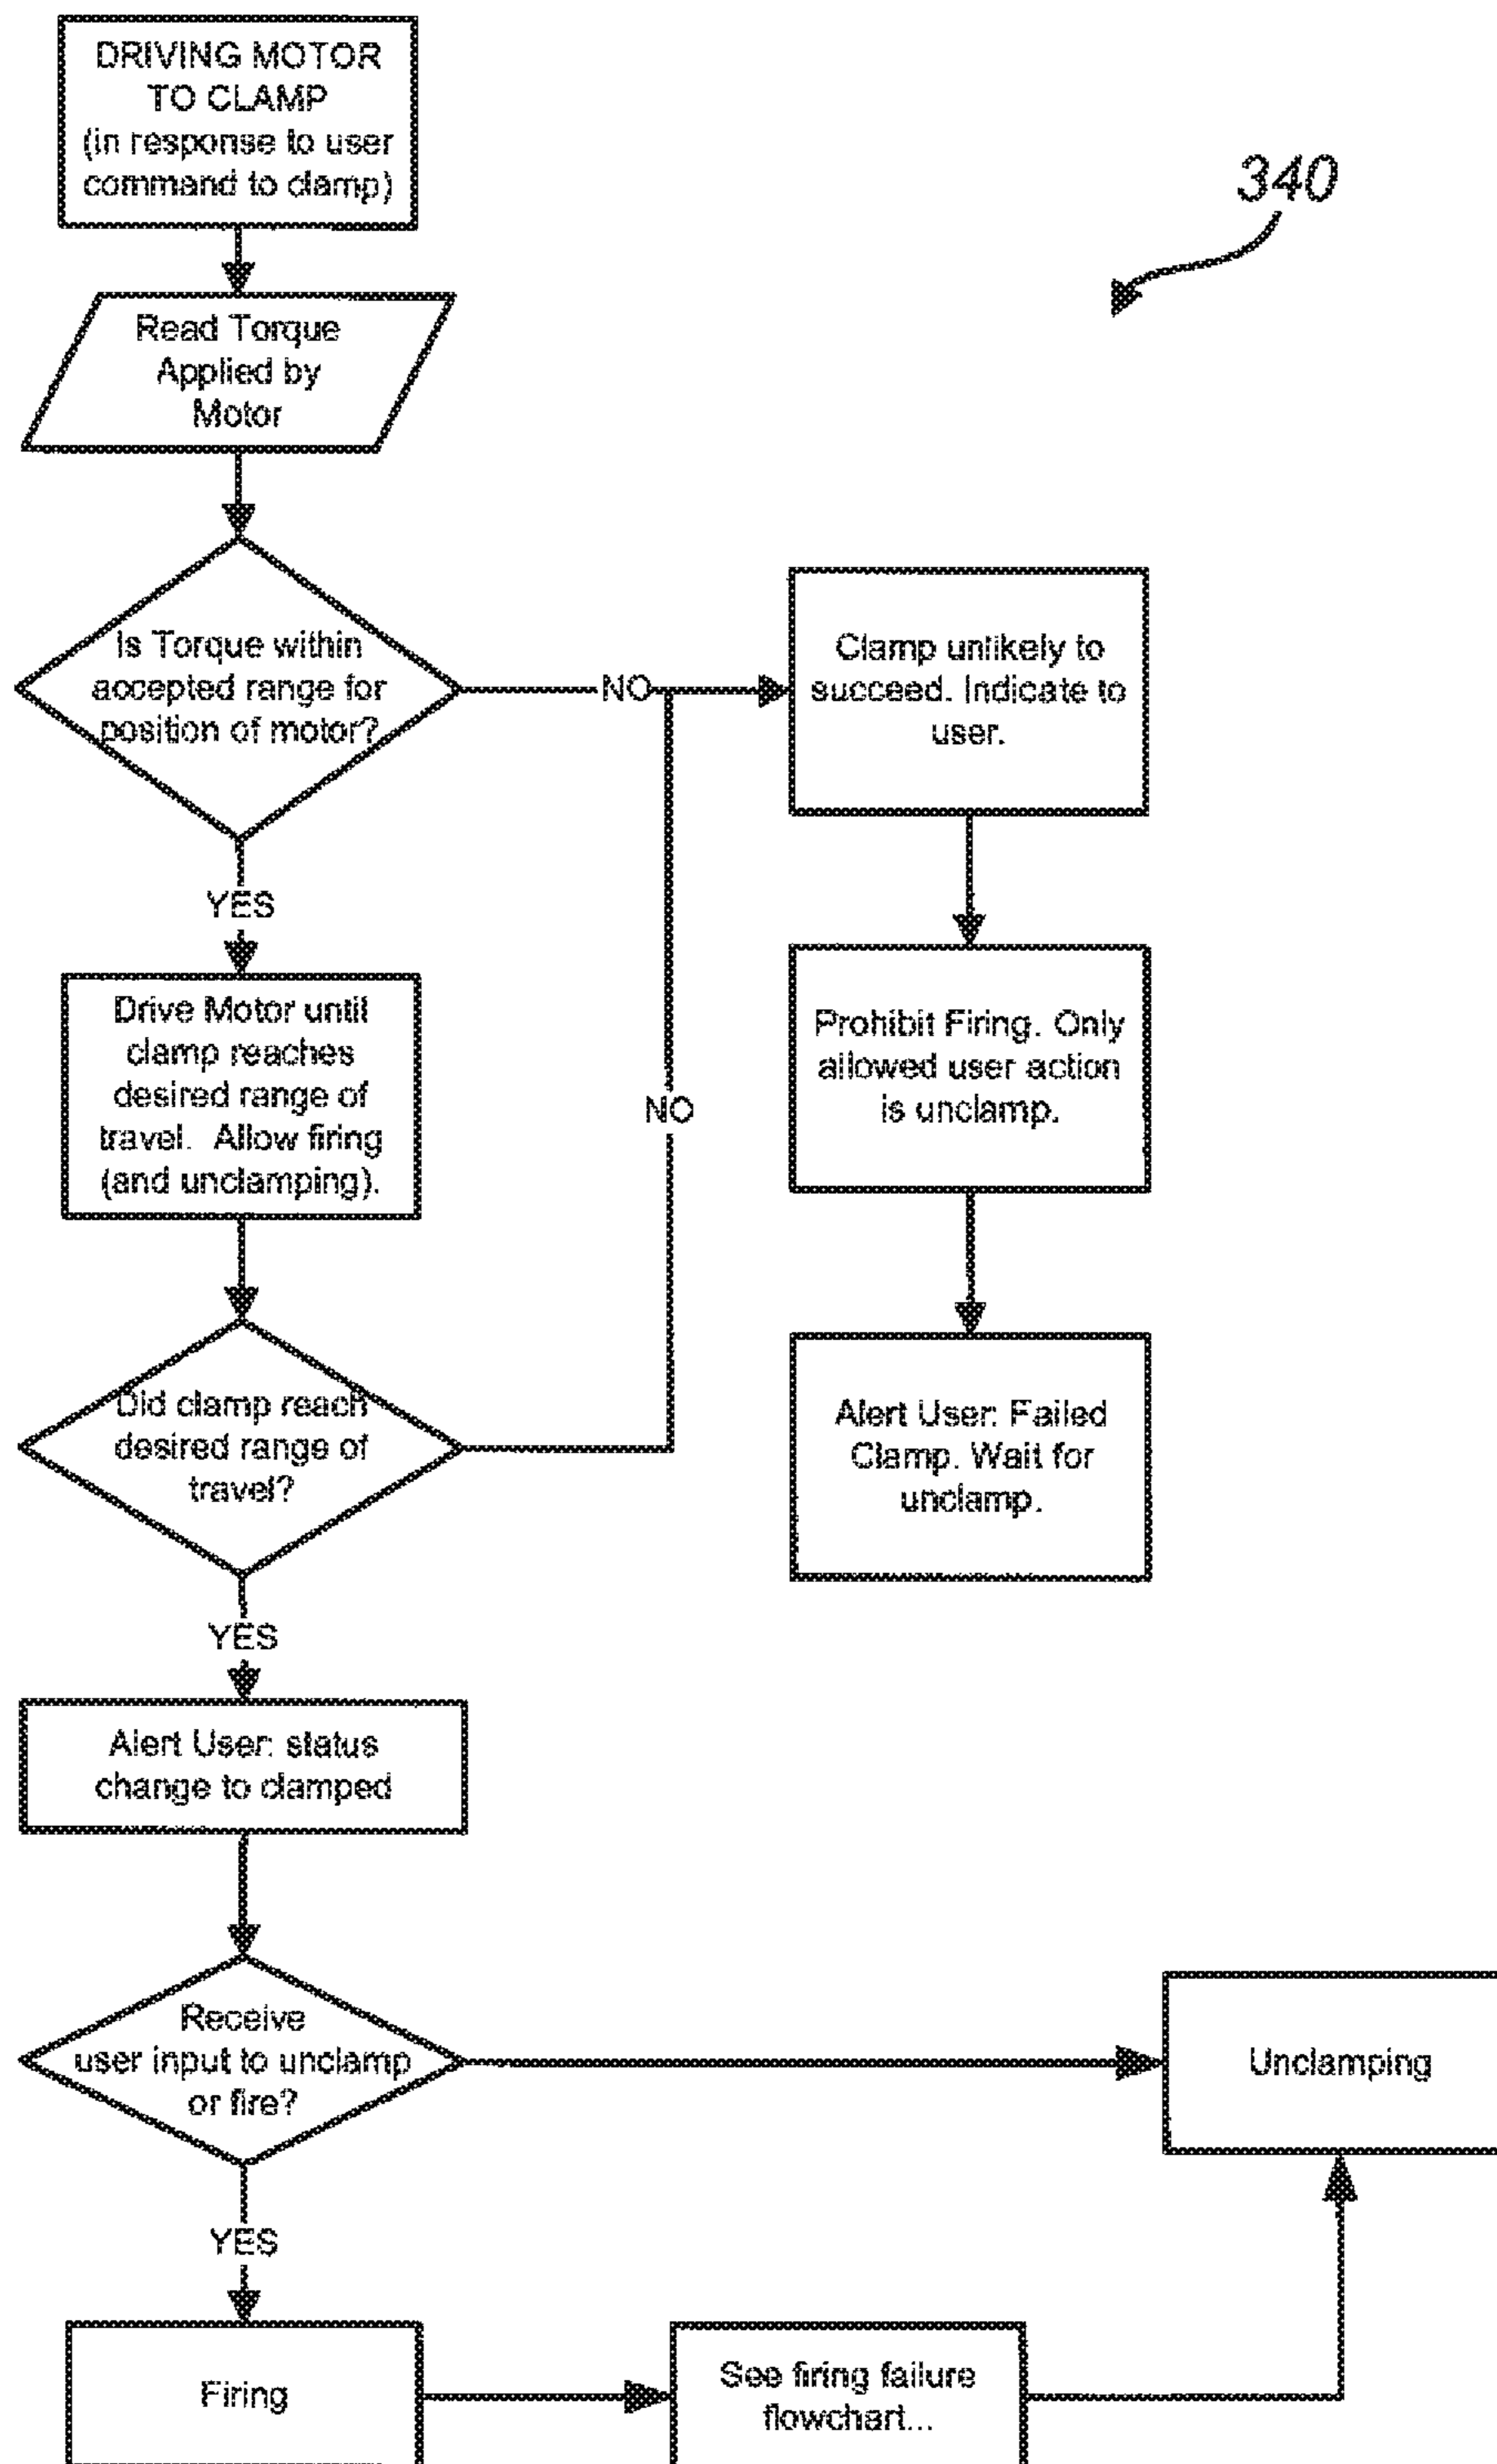 DRIVING MOTOR
TO CLAMP
(in response to user
command to clamp)
340
Read Torque
Applied by
Motor
Is Torque within
accepted range for
position of motor?
NO
Clamp unlikely to
succeed. Indicate to
user.
YES
Drive Motor until
clamp reaches
desired range of
travel. Allow firing
(and unclamping).
NO
Prohibit Firing. Only
allowed user action
is unclamp.
Did clamp reach
desired range of
travel?
Alert User: Failed
Clamp. Wait for
unclamp.
YES
Alert User: status
change to clamped
Receive
user input to unclamp
or fire?
Unclamping
YES
Firing
See firing failure
flowchart...